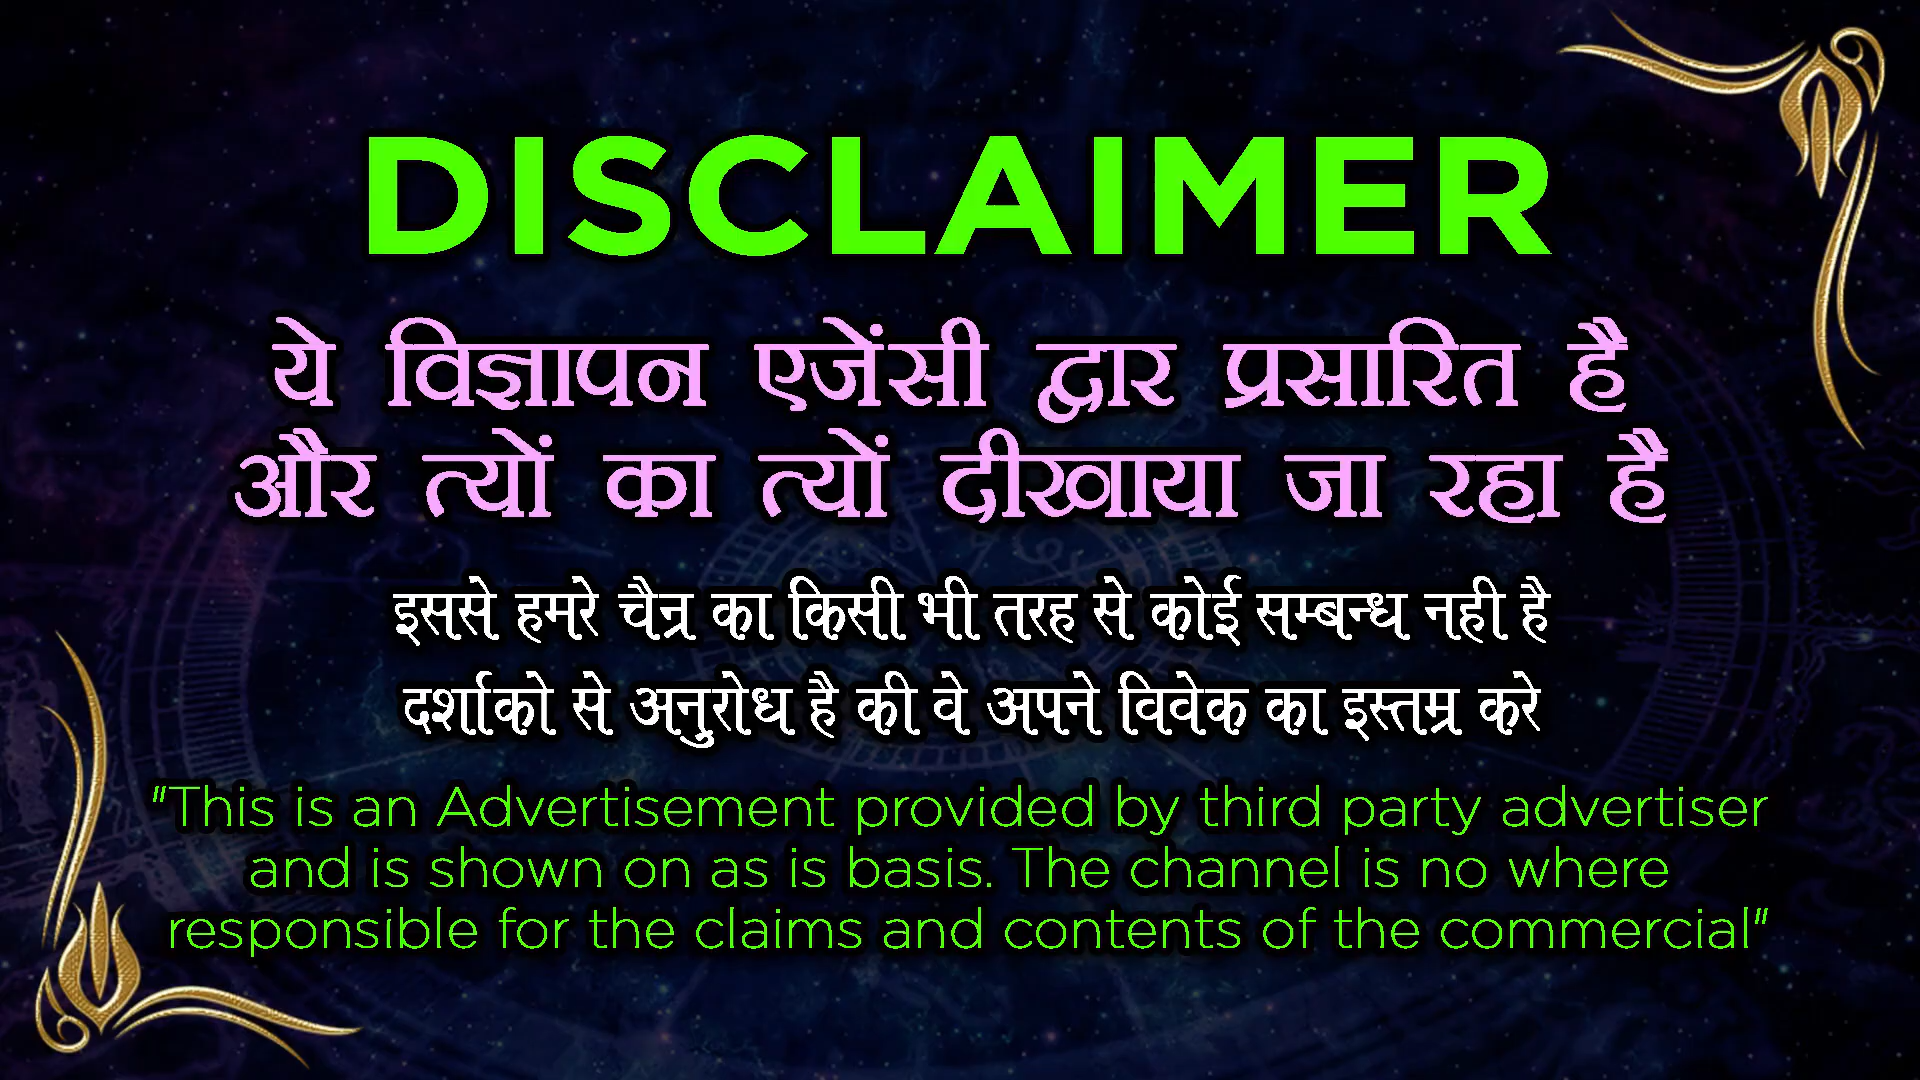 DISCLAIMER
ये विज्ञापन एजेंसी द्वार प्रसारित है
और त्यों का त्यों दीखाया जा रहा है
इससे हमरे चैन्र का किसी भी तरह से कोई सम्बन्ध नही है
दर्शाको से अनुरोध है की वे अपने विवेक का इस्तम्र करे
"This is an Advertisement provided by third party advertiser
and is shown on as is basis. The channel is no where
responsible for the claims and contents of the commercial"